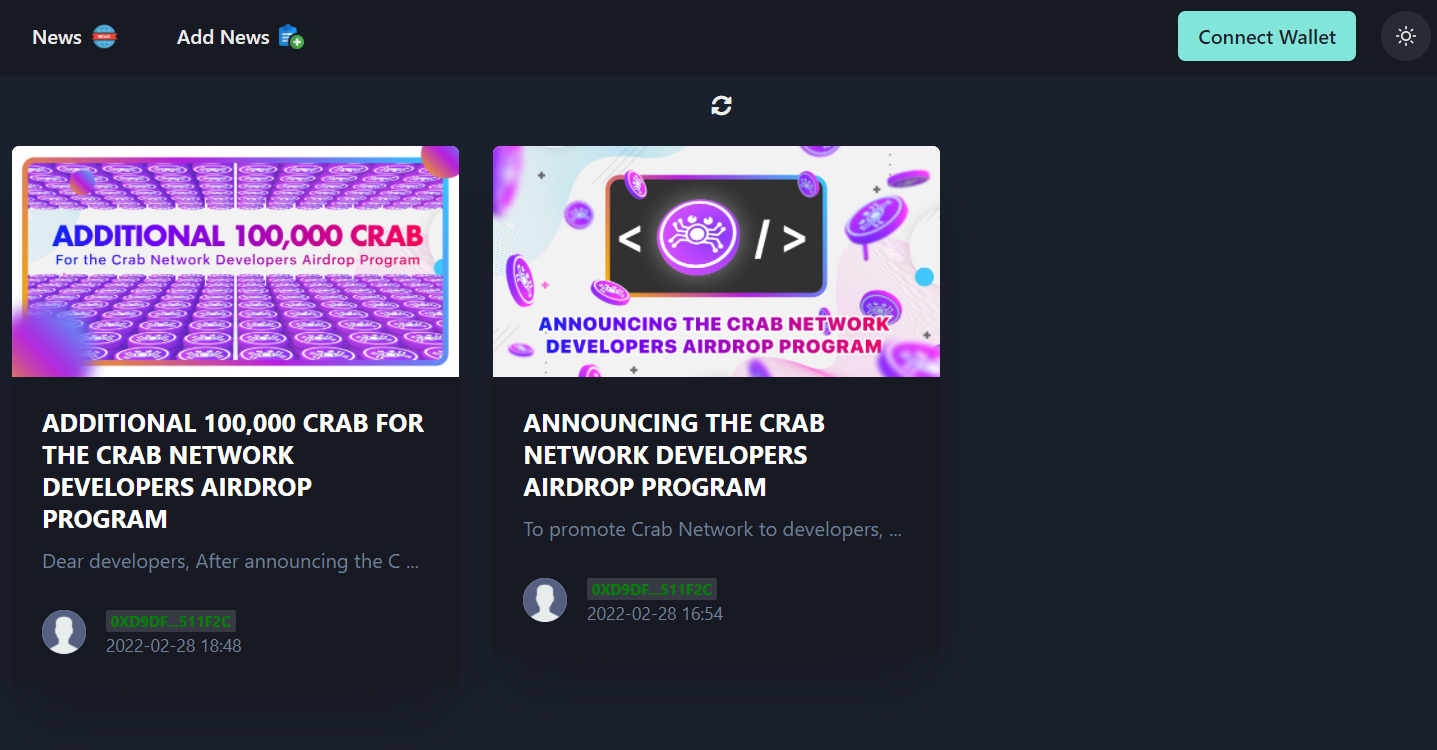 News
NEWS
Add News
Connect Wallet
ADDITIONAL 100,000 CRAB
For the Crab Network Developers Airdrop Program
< / >
ANNOUNCING THE CRAB NETWORK
DEVELOPERS AIRDROP PROGRAM
ADDITIONAL 100,000 CRAB FOR
THE CRAB NETWORK
DEVELOPERS AIRDROP
PROGRAM
Dear developers, After announcing the C ...
0XD9DF...511F2C
2022-02-28 18:48
ANNOUNCING THE CRAB
NETWORK DEVELOPERS
AIRDROP PROGRAM
To promote Crab Network to developers, ...
0XD9DF...511F2C
2022-02-28 16:54